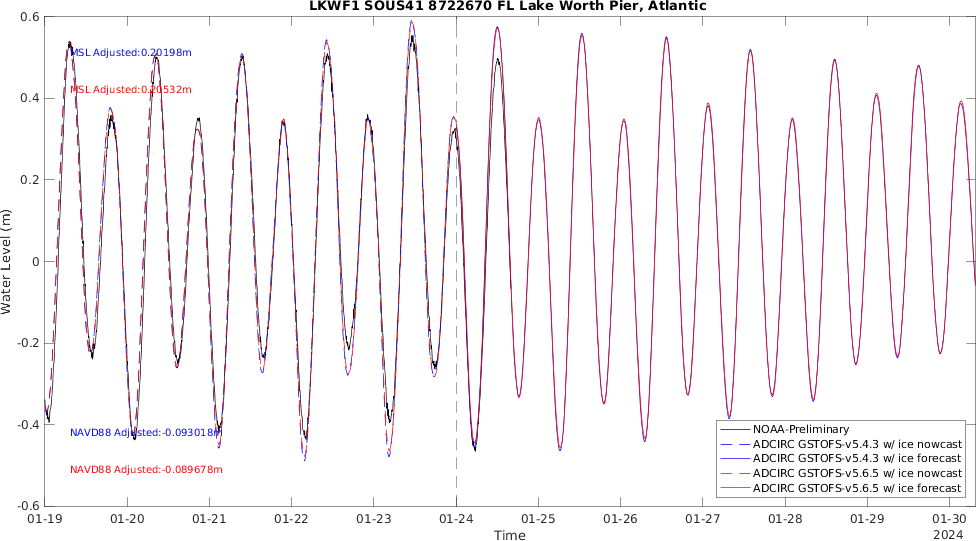 LKWF1 SOUS41 8722670 FL Lake Worth Pier, Atlantic
0.6
MSL Adjusted:0.20198m
MSL Adjusted:0.20532m
0.4
0.2
Water Level (m)
0
-0.2
-0.4
NAVD88 Adjusted:-0.093018m
NAVD88 Adjusted:-0.089678m
-0.6
NOAA-Preliminary
ADCIRC GSTOFS-v5.4.3 w/ ice nowcast
ADCIRC GSTOFS-v5.4.3 w/ ice forecast
ADCIRC GSTOFS-v5.6.5 w/ ice nowcast
ADCIRC GSTOFS-v5.6.5 w/ ice forecast
01-19 01-20 01-21 01-22 01-23 01-24 01-25 01-26 01-27 01-28 01-29 01-30
Time
2024